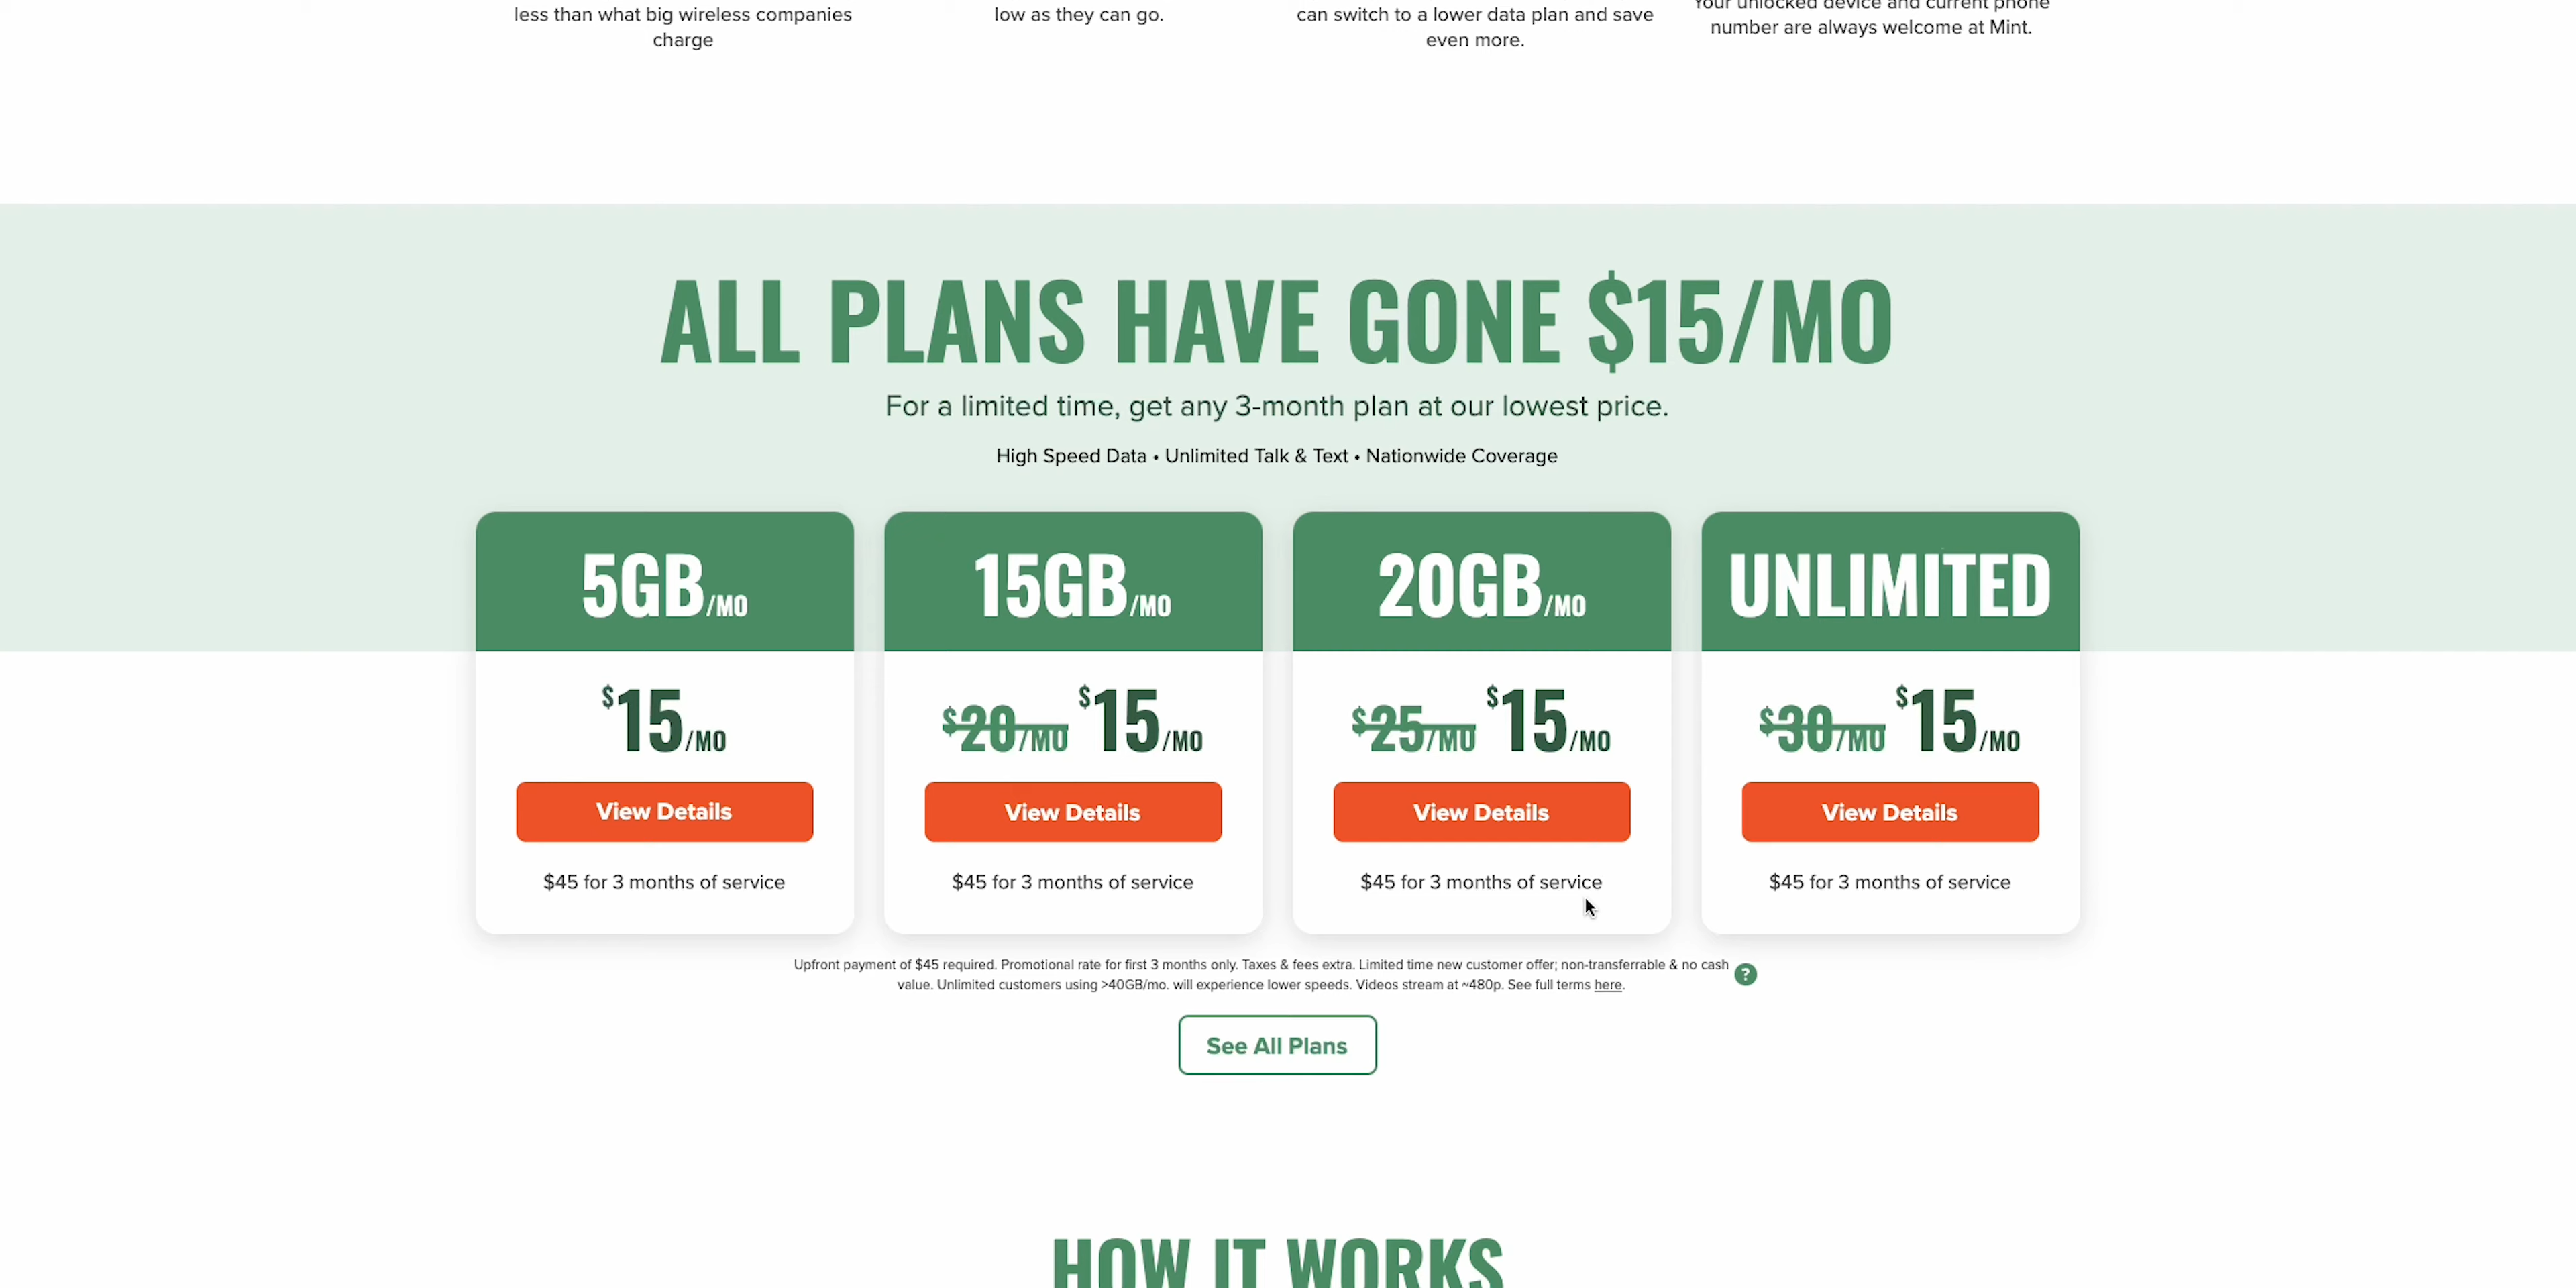 less than what big wireless companies
charge
low as they can go.
can switch to a lower data plan and save
even more.
Your unlocked device and current phone
number are always welcome at Mint.
ALL PLANS HAVE GONE $15/MO
For a limited time, get any 3-month plan at our lowest price.
High Speed Data • Unlimited Talk & Text • Nationwide Coverage
5GB/MO
$15/MO
View Details
$45 for 3 months of service
15GB/MO
$20/MO $15/MO
View Details
$45 for 3 months of service
20GB/MO
$25/MO $15/MO
View Details
$45 for 3 months of service
UNLIMITED
$30/MO $15/MO
View Details
$45 for 3 months of service
Upfront payment of $45 required. Promotional rate for first 3 months only. Taxes & fees extra. Limited time new customer offer; non-transferrable & no cash
value. Unlimited customers using >40GB/mo. will experience lower speeds. Videos stream at ~480p. See full terms here.
?
See All Plans
HOW IT WORKS